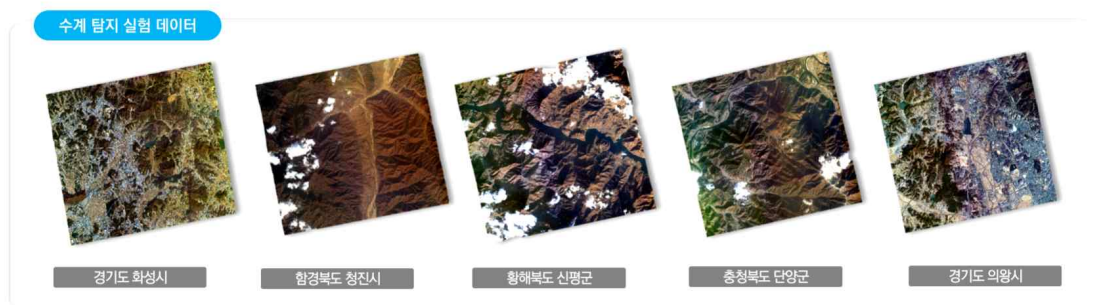 수계 탐지 실험 데이터
경기도 화성시
함경북도 청진시
황해북도 신평군
충청북도 단양군
경기도 의왕시